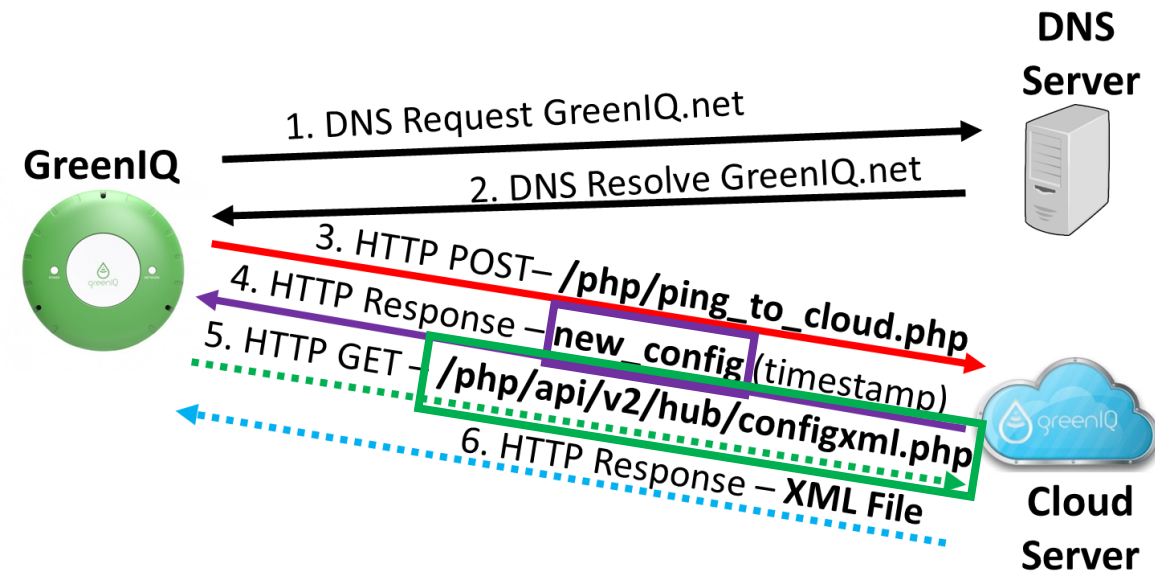 DNS
Server
1. DNS Request GreenIQ.net
GreenIQ
2. DNS Resolve GreenIQ.net
greenIQ
3. HTTP POST– /php/ping_to_cloud.php
4. HTTP Response – new_config (timestamp)
5. HTTP GET – /php/api/v2/hub/configxml.php
greenIQ
6. HTTP Response – XML File
Cloud
Server